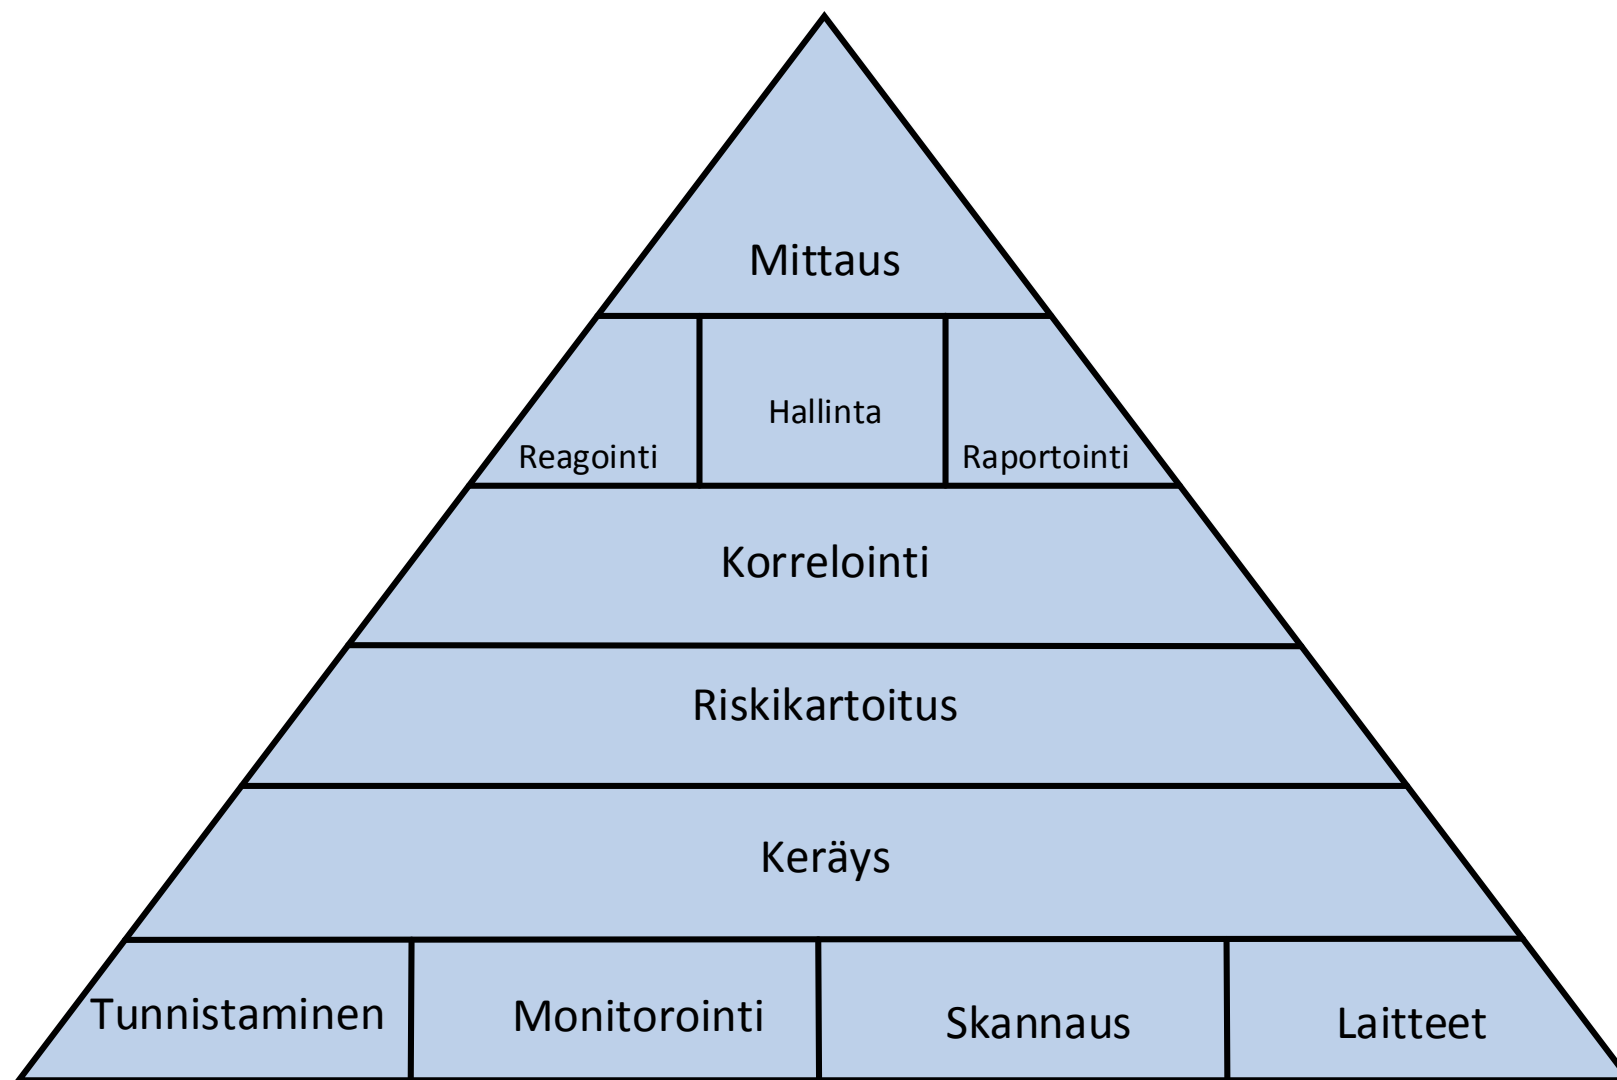 Mittaus
Hallinta
Reagointi
Raportointi
Korrelointi
Riskikartoitus
Keräys
Tunnistaminen
Monitorointi
Skannaus
Laitteet